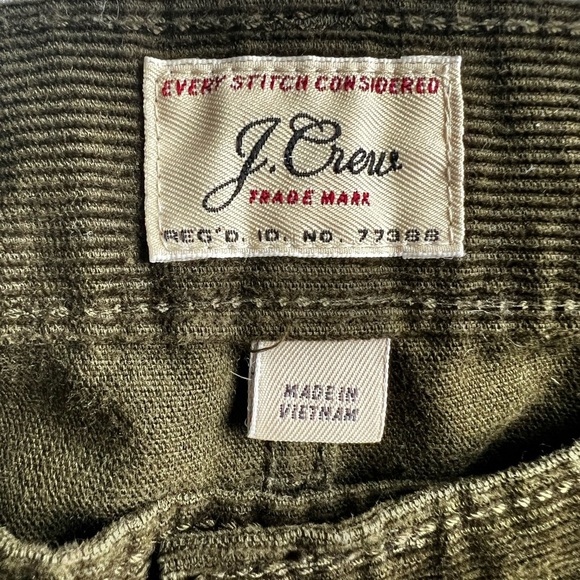 EVERY STITCH CONSIDERED
J. Crew
TRADE MARK
REG'D. ID. NO. 77388
MADE IN
VIETNAM